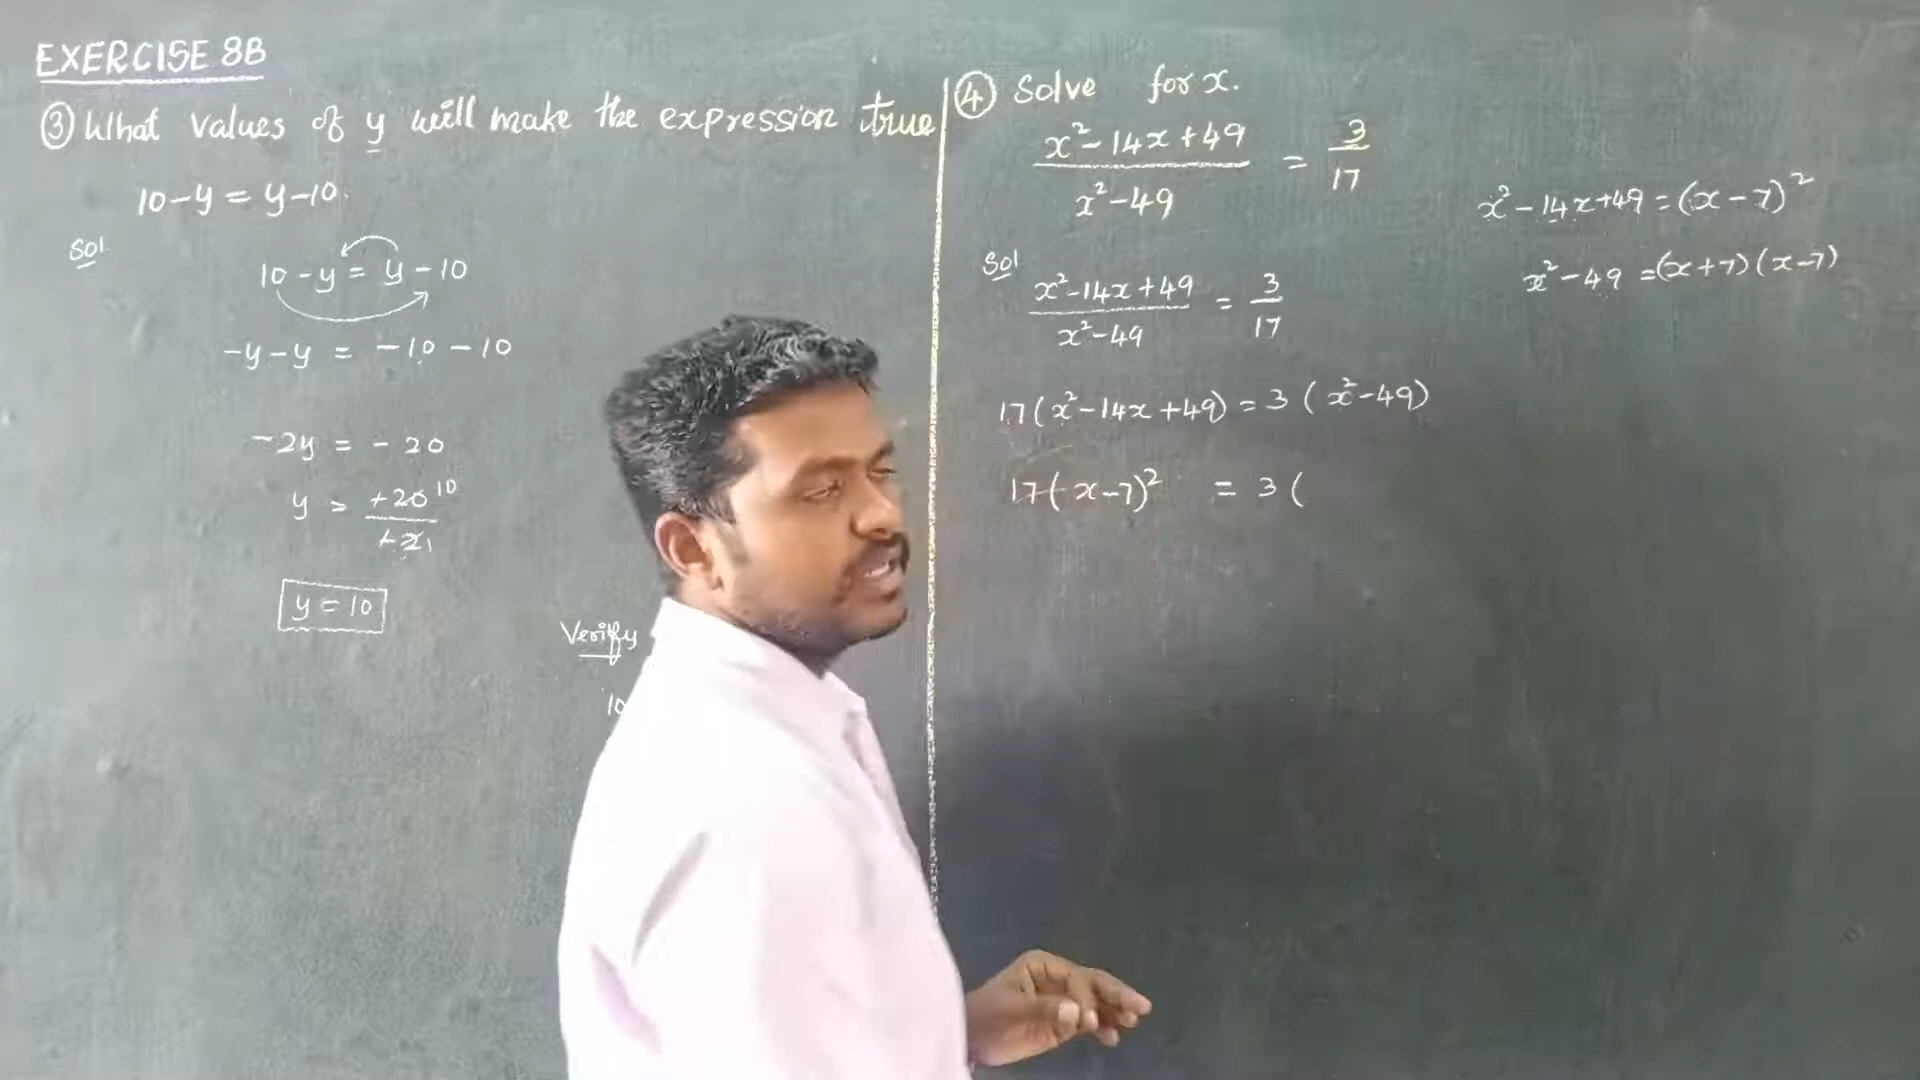 EXERCISE 8B
③ What values of y will make the expression true
10-y = y-10.
Sol
10-y = y-10
-y-y = -10-10
-2y = -20
y = +20 10
+2 1
y = 10
Verify
10
④ Solve for x.
x²-14x+49 / x²-49 = 3/17
Sol
x²-14x+49 / x²-49 = 3/17
17(x²-14x+49) = 3(x²-49)
17(x-7)² = 3(
x²-14x+49 = (x-7)²
x²-49 = (x+7)(x-7)